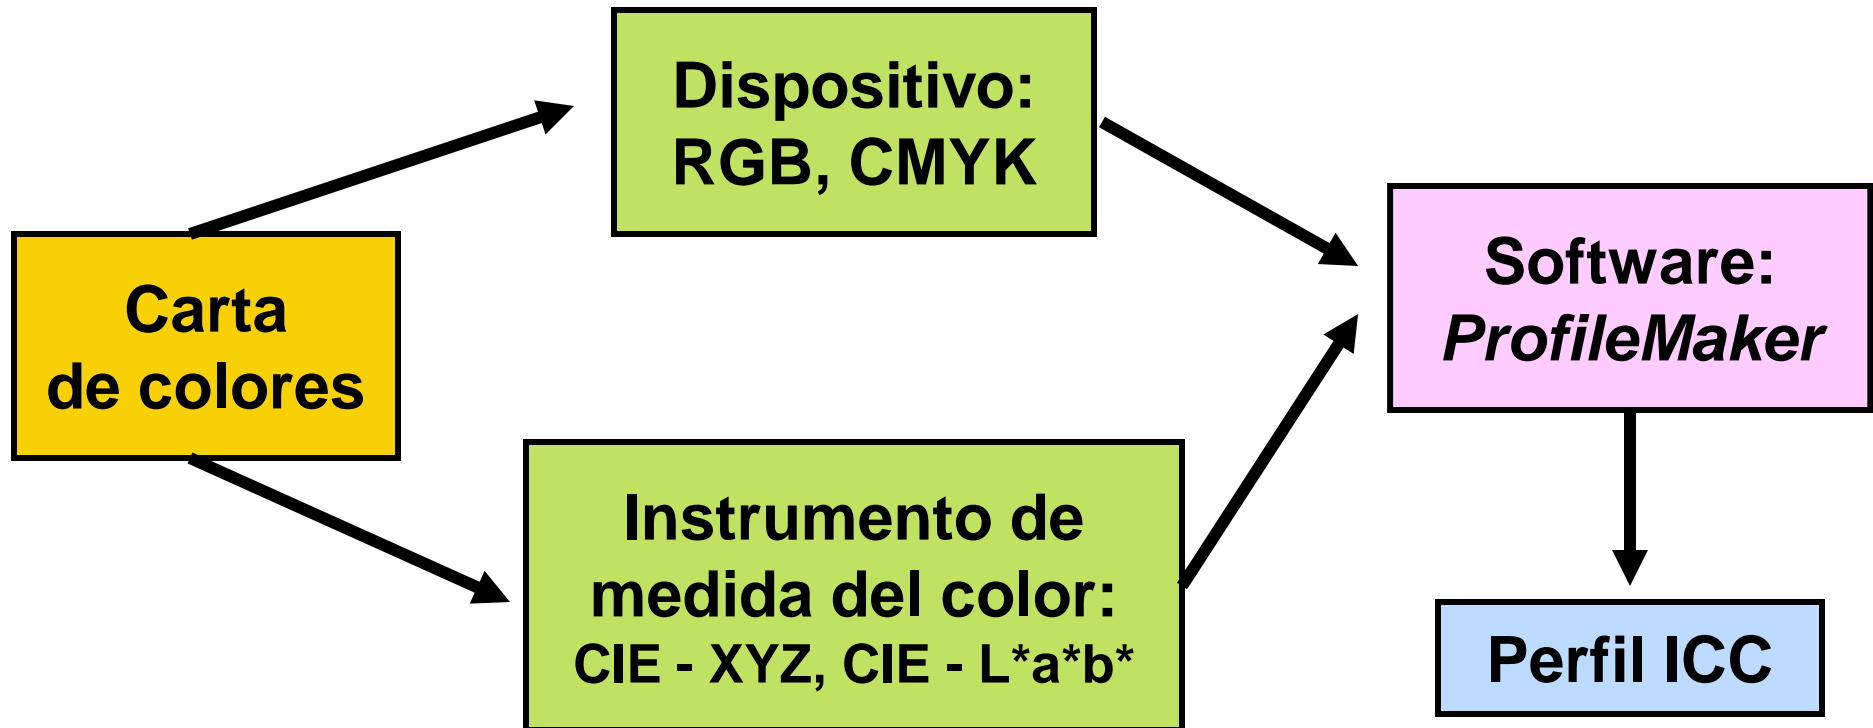 Dispositivo:
RGB, CMYK
Carta
de colores
Software:
ProfileMaker
Instrumento de
medida del color:
CIE - XYZ, CIE - L*a*b*
Perfil ICC